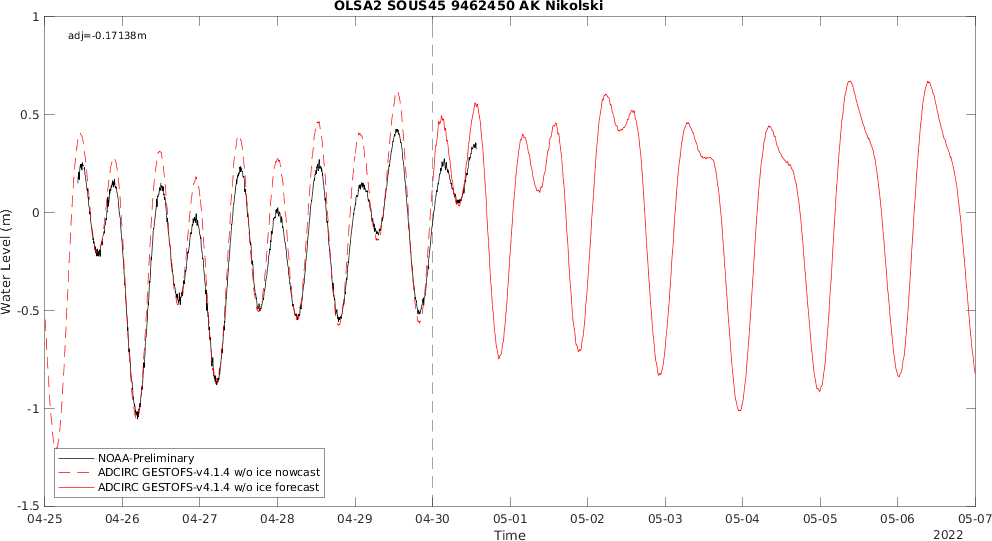 OLSA2 SOUS45 9462450 AK Nikolski
adj=-0.17138m
1
0.5
0
-0.5
-1
-1.5
Water Level (m)
NOAA-Preliminary
ADCIRC GESTOFS-v4.1.4 w/o ice nowcast
ADCIRC GESTOFS-v4.1.4 w/o ice forecast
04-25 04-26 04-27 04-28 04-29 04-30 05-01 05-02 05-03 05-04 05-05 05-06 05-07
Time
2022